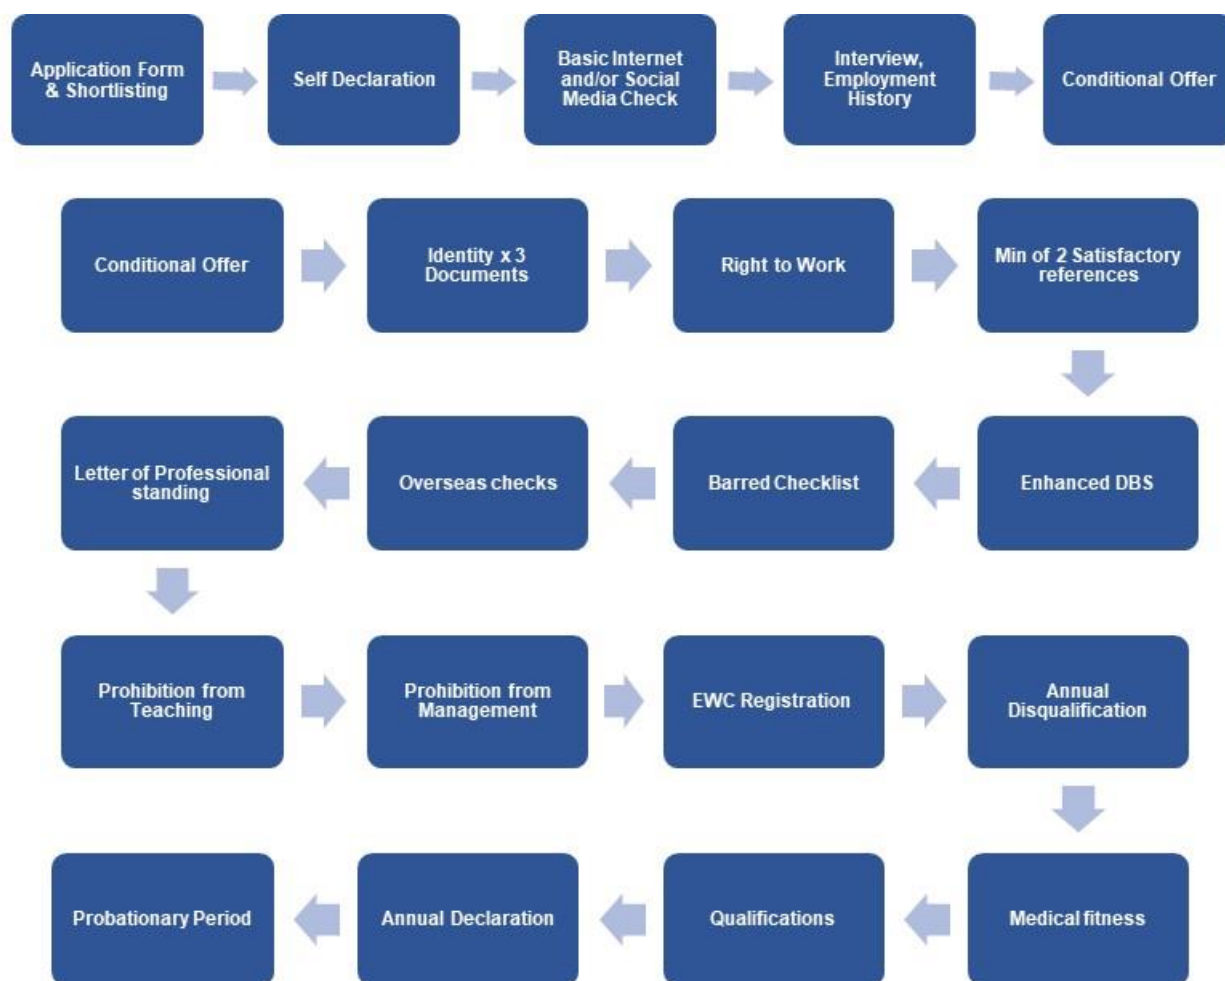 Application Form
& Shortlisting
Self Declaration
Basic Internet
and/or Social
Media Check
Interview,
Employment
History
Conditional Offer
Conditional Offer
Identity x 3
Documents
Right to Work
Min of 2 Satisfactory
references
Letter of Professional
standing
Overseas checks
Barred Checklist
Enhanced DBS
Prohibition from
Teaching
Prohibition from
Management
EWC Registration
Annual
Disqualification
Probationary Period
Annual Declaration
Qualifications
Medical fitness